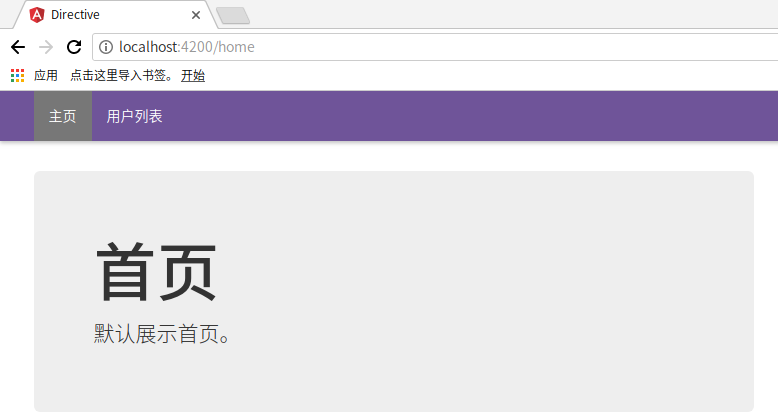 Directive
localhost:4200/home
应用 点击这里导入书签。 开始
主页 用户列表
首页
默认展示首页。